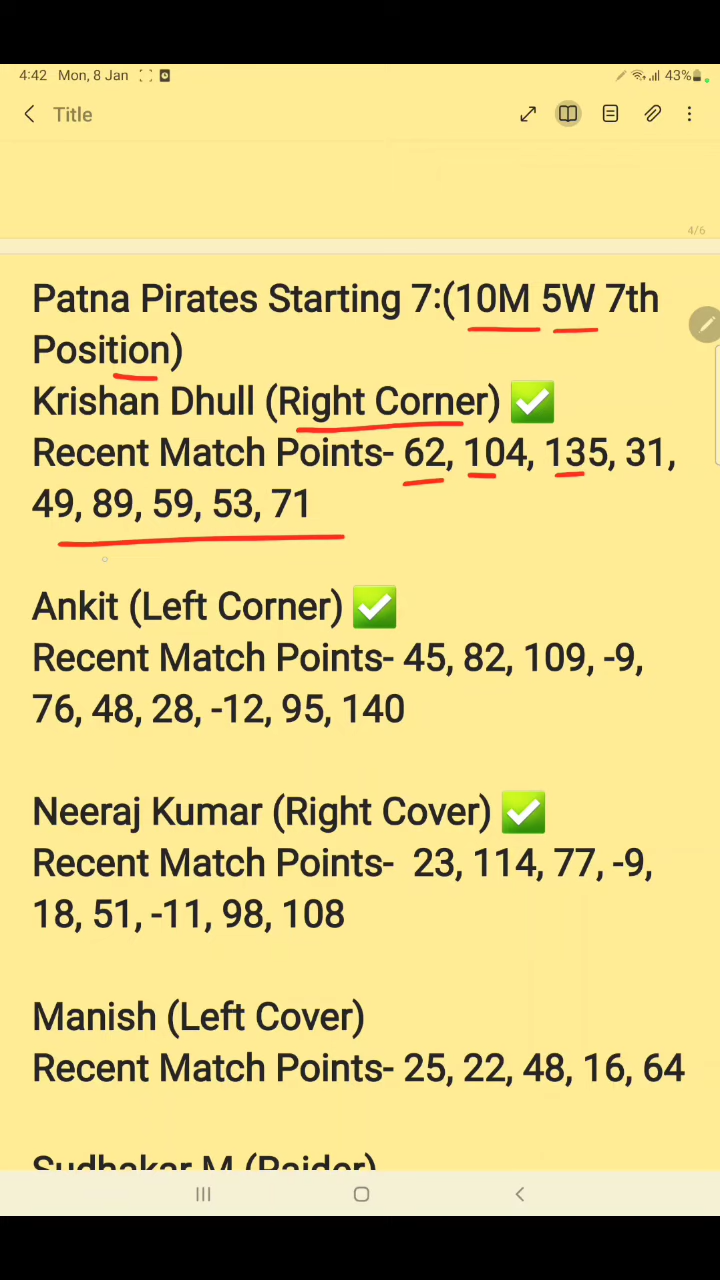 4:42 Mon, 8 Jan
43%
Title
4/6
Patna Pirates Starting 7:(10M 5W 7th
Position)
Krishan Dhull (Right Corner) ✅
Recent Match Points- 62, 104, 135, 31,
49, 89, 59, 53, 71
Ankit (Left Corner) ✅
Recent Match Points- 45, 82, 109, -9,
76, 48, 28, -12, 95, 140
Neeraj Kumar (Right Cover) ✅
Recent Match Points- 23, 114, 77, -9,
18, 51, -11, 98, 108
Manish (Left Cover)
Recent Match Points- 25, 22, 48, 16, 64
Sudhakar M (Raider)